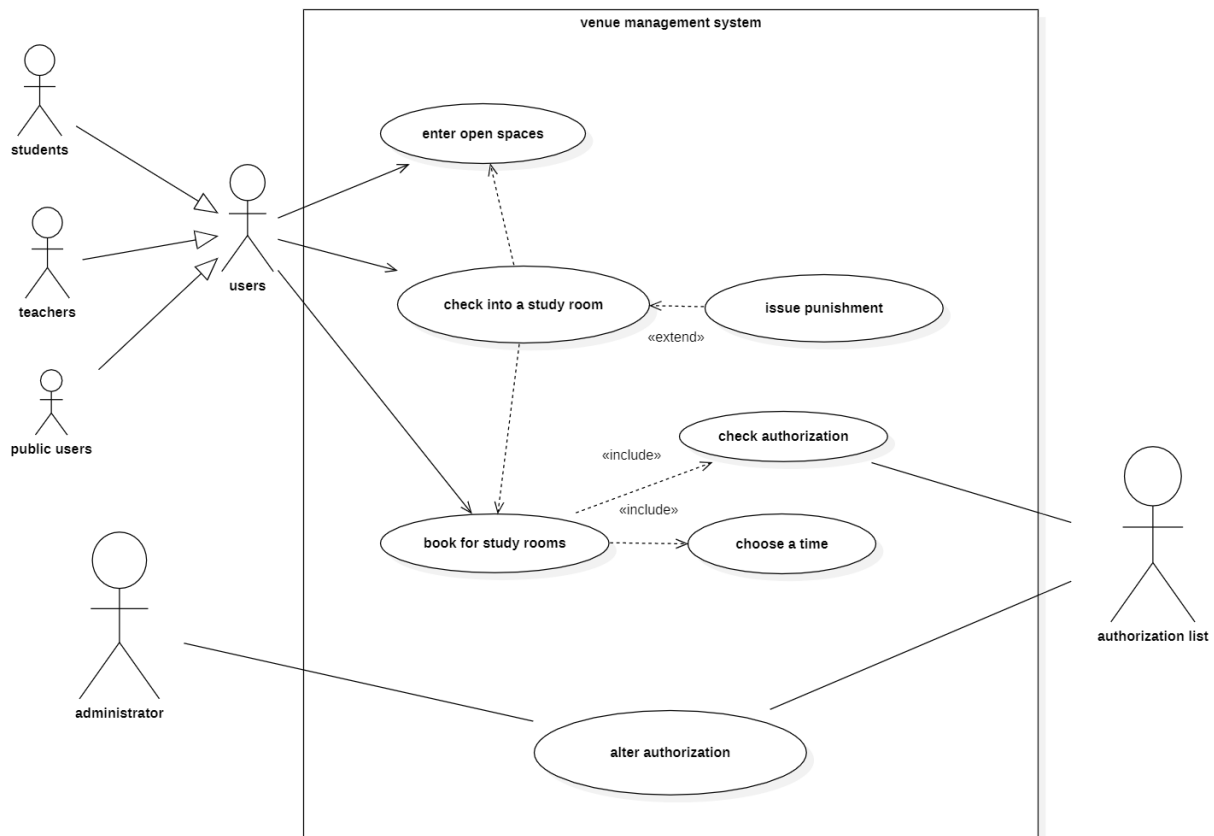 venue management system
students
enter open spaces
users
teachers
check into a study room
issue punishment
«extend»
public users
check authorization
«include»
«include»
book for study rooms
choose a time
authorization list
administrator
alter authorization